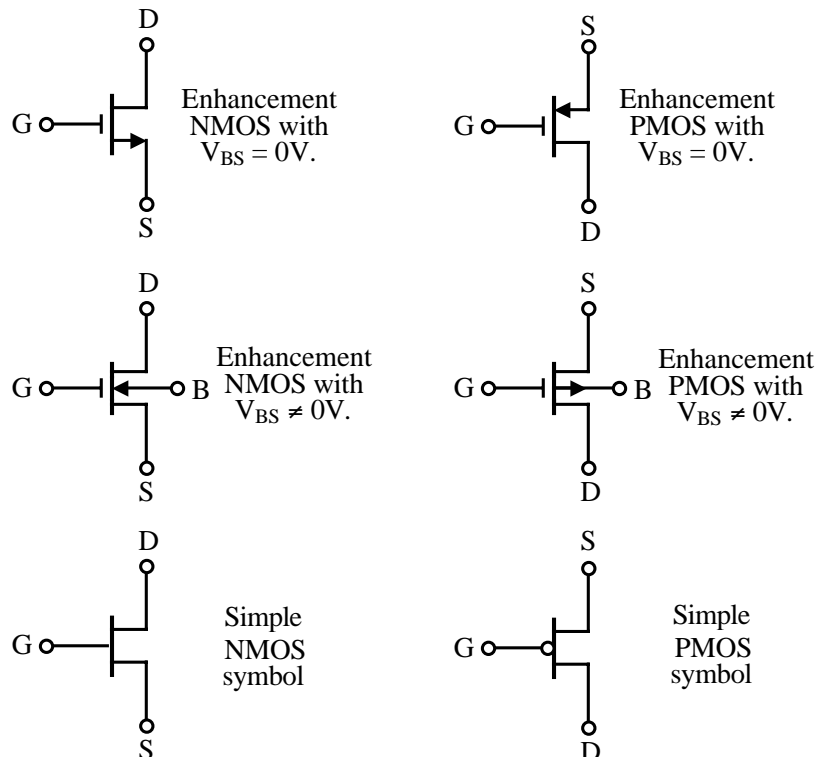 D
G
Enhancement
NMOS with
V_BS = 0V.
S
S
G
Enhancement
PMOS with
V_BS = 0V.
D
D
G
B
Enhancement
NMOS with
V_BS ≠ 0V.
S
S
G
B
Enhancement
PMOS with
V_BS ≠ 0V.
D
D
G
Simple
NMOS
symbol
S
S
G
Simple
PMOS
symbol
D